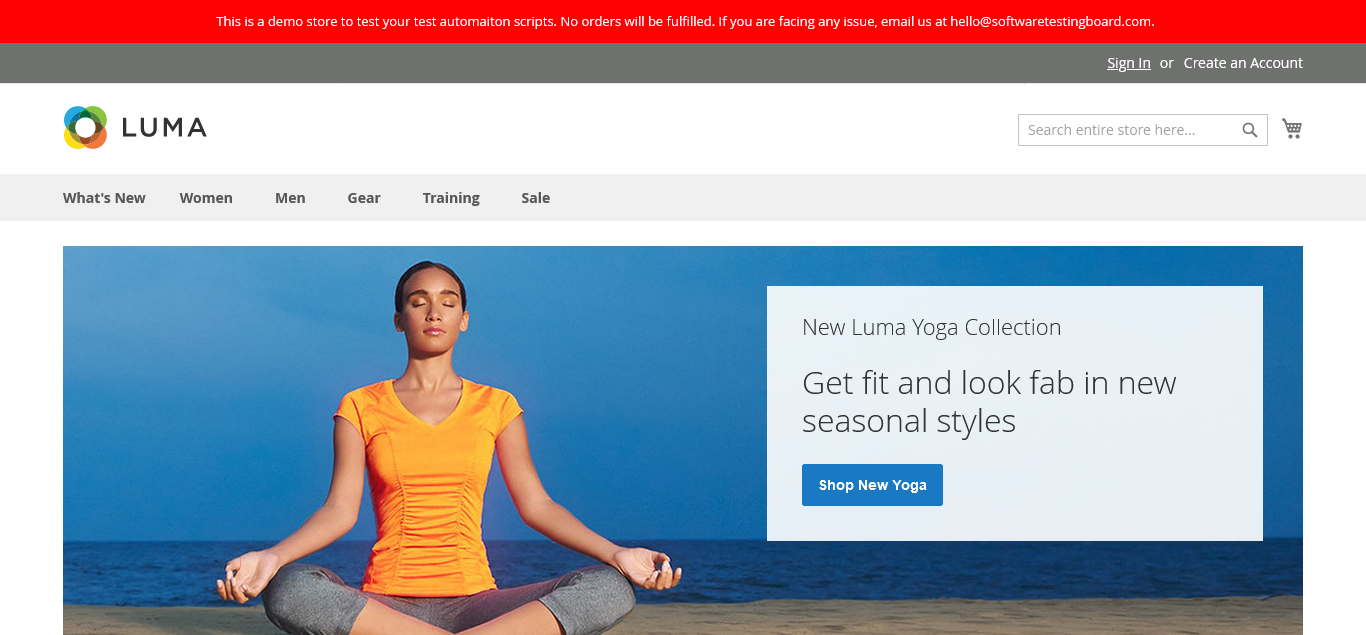 This is a demo store to test your test automaiton scripts. No orders will be fulfilled. If you are facing any issue, email us at hello@softwaretestingboard.com.
Sign In or Create an Account
LUMA
Search entire store here...
What's New Women Men Gear Training Sale
New Luma Yoga Collection
Get fit and look fab in new
seasonal styles
Shop New Yoga